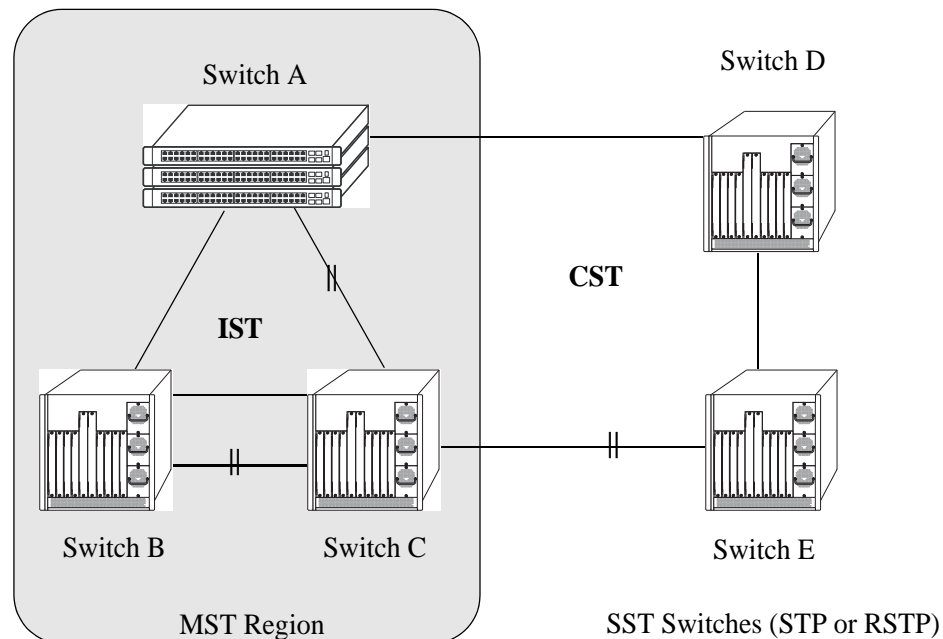 Switch A
Switch D
CST
IST
Switch B
Switch C
Switch E
MST Region
SST Switches (STP or RSTP)